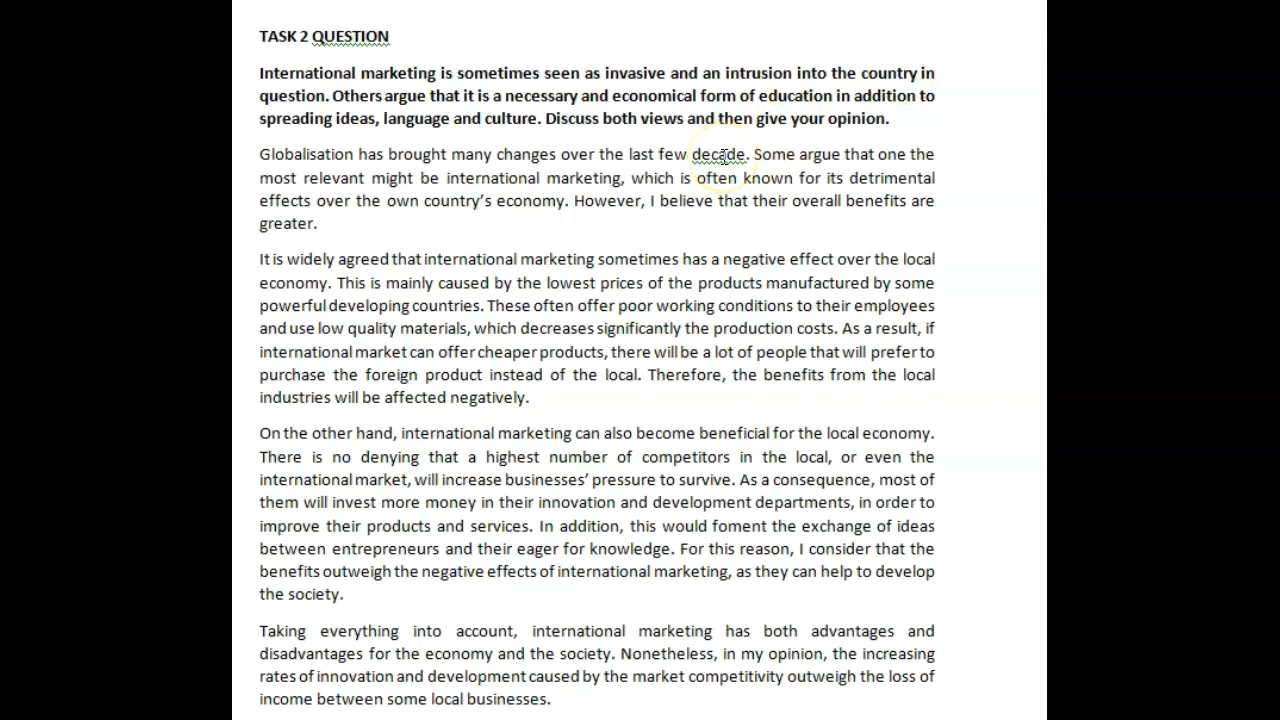 TASK 2 QUESTION
International marketing is sometimes seen as invasive and an intrusion into the country in
question. Others argue that it is a necessary and economical form of education in addition to
spreading ideas, language and culture. Discuss both views and then give your opinion.
Globalisation has brought many changes over the last few decade. Some argue that one the
most relevant might be international marketing, which is often known for its detrimental
effects over the own country's economy. However, I believe that their overall benefits are
greater.
It is widely agreed that international marketing sometimes has a negative effect over the local
economy. This is mainly caused by the lowest prices of the products manufactured by some
powerful developing countries. These often offer poor working conditions to their employees
and use low quality materials, which decreases significantly the production costs. As a result, if
international market can offer cheaper products, there will be a lot of people that will prefer to
purchase the foreign product instead of the local. Therefore, the benefits from the local
industries will be affected negatively.
On the other hand, international marketing can also become beneficial for the local economy.
There is no denying that a highest number of competitors in the local, or even the
international market, will increase businesses' pressure to survive. As a consequence, most of
them will invest more money in their innovation and development departments, in order to
improve their products and services. In addition, this would foment the exchange of ideas
between entrepreneurs and their eager for knowledge. For this reason, I consider that the
benefits outweigh the negative effects of international marketing, as they can help to develop
the society.
Taking everything into account, international marketing has both advantages and
disadvantages for the economy and the society. Nonetheless, in my opinion, the increasing
rates of innovation and development caused by the market competitivity outweigh the loss of
income between some local businesses.